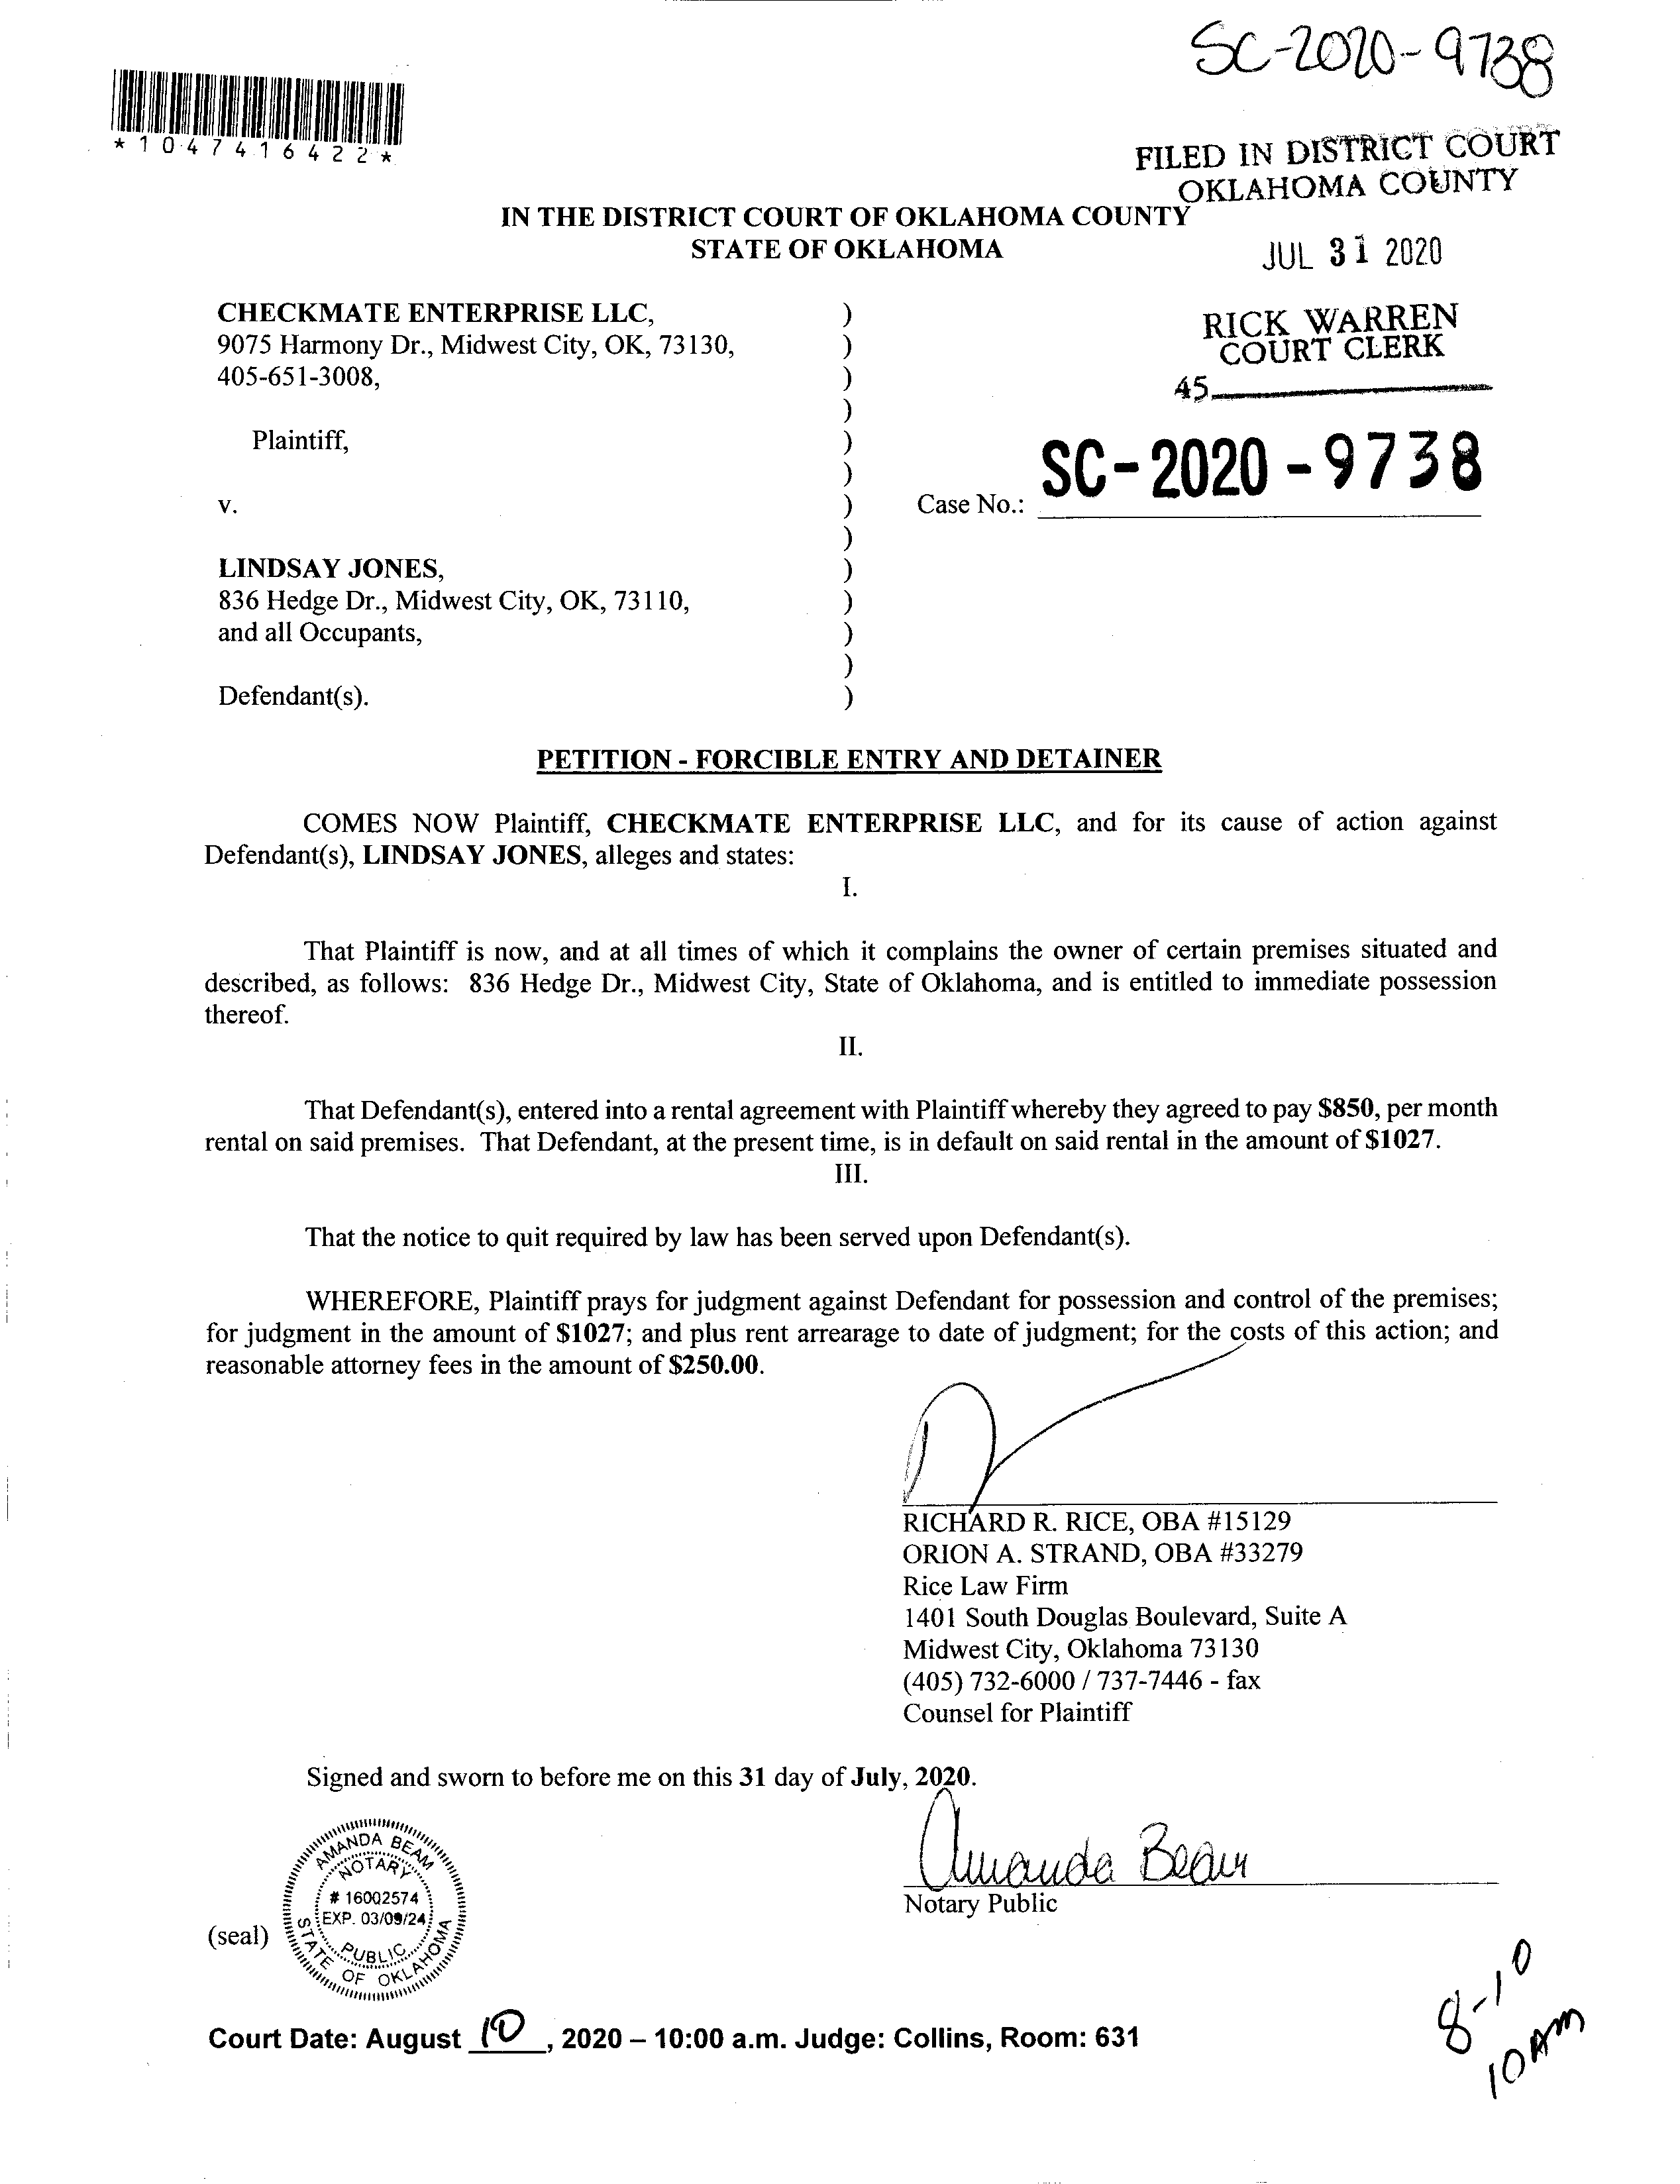 SC-2020-9738
*1047416422*
FILED IN DISTRICT COURT
OKLAHOMA COUNTY
IN THE DISTRICT COURT OF OKLAHOMA COUNTY
STATE OF OKLAHOMA
JUL 31 2020
CHECKMATE ENTERPRISE LLC, )
9075 Harmony Dr., Midwest City, OK, 73130, )
405-651-3008, )
)
Plaintiff, )
)
v. )
)
LINDSAY JONES, )
836 Hedge Dr., Midwest City, OK, 73110, )
and all Occupants, )
)
Defendant(s). )
RICK WARREN
COURT CLERK
45
Case No.: SC-2020-9738
PETITION - FORCIBLE ENTRY AND DETAINER
COMES NOW Plaintiff, CHECKMATE ENTERPRISE LLC, and for its cause of action against
Defendant(s), LINDSAY JONES, alleges and states:
I.
That Plaintiff is now, and at all times of which it complains the owner of certain premises situated and
described, as follows: 836 Hedge Dr., Midwest City, State of Oklahoma, and is entitled to immediate possession
thereof.
II.
That Defendant(s), entered into a rental agreement with Plaintiff whereby they agreed to pay $850, per month
rental on said premises. That Defendant, at the present time, is in default on said rental in the amount of $1027.
III.
That the notice to quit required by law has been served upon Defendant(s).
WHEREFORE, Plaintiff prays for judgment against Defendant for possession and control of the premises;
for judgment in the amount of $1027; and plus rent arrearage to date of judgment; for the costs of this action; and
reasonable attorney fees in the amount of $250.00.
RICHARD R. RICE, OBA #15129
ORION A. STRAND, OBA #33279
Rice Law Firm
1401 South Douglas Boulevard, Suite A
Midwest City, Oklahoma 73130
(405) 732-6000 / 737-7446 - fax
Counsel for Plaintiff
Signed and sworn to before me on this 31 day of July, 2020.
Amanda Beam
Notary Public
(seal)
AMANDA BEAM
NOTARY
# 16002574
EXP. 03/09/24
PUBLIC
STATE OF OKLAHOMA
Court Date: August 10, 2020 – 10:00 a.m. Judge: Collins, Room: 631
8-10
10AM